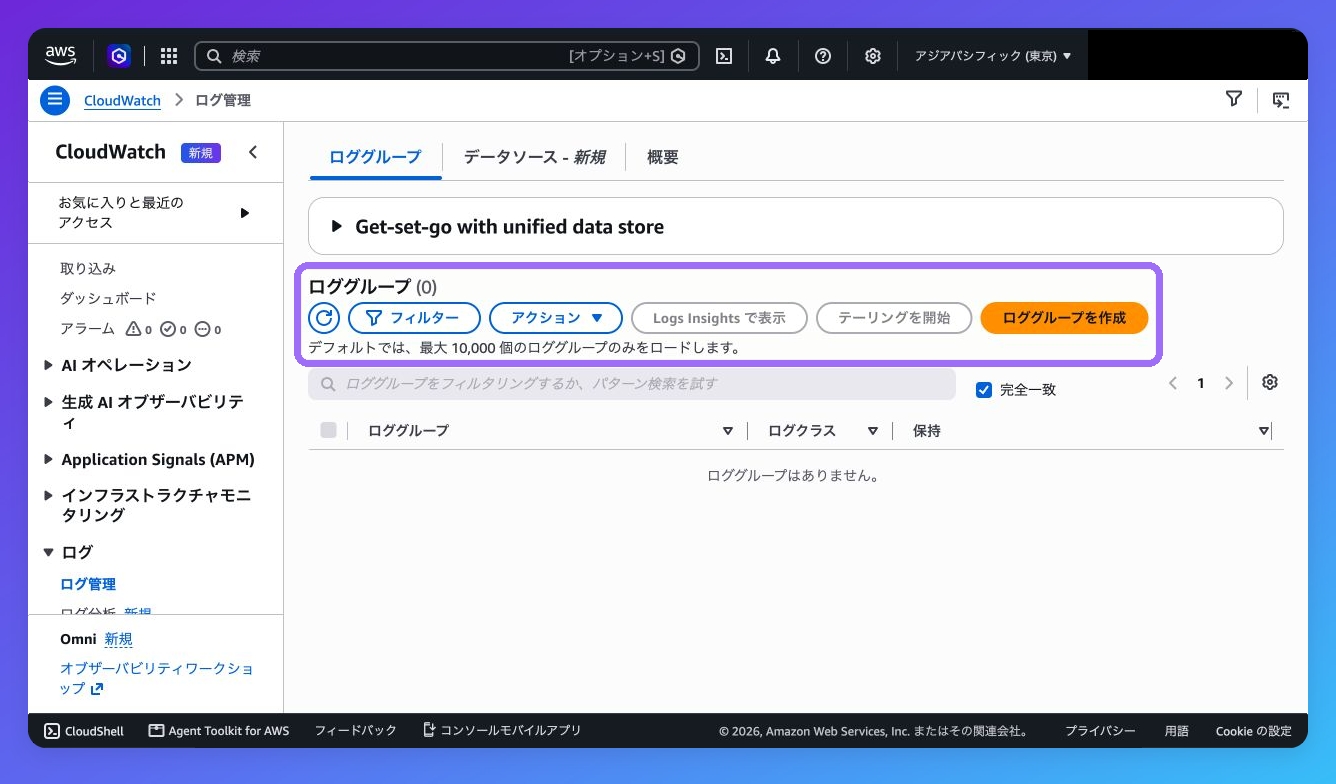 aws
検索 [オプション+S]
アジアパシフィック (東京)
CloudWatch ログ管理
CloudWatch 新規
お気に入りと最近の
アクセス
取り込み
ダッシュボード
アラーム 0 0 0
AI オペレーション
生成 AI オブザーバビリテ
ィ
Application Signals (APM)
インフラストラクチャモニ
タリング
ログ
ログ管理
ログ分析 新規
Omni 新規
オブザーバビリティワークショ
ップ
ロググループ データソース - 新規 概要
Get-set-go with unified data store
ロググループ (0)
フィルター アクション Logs Insights で表示 テーリングを開始 ロググループを作成
デフォルトでは、最大 10,000 個のロググループのみをロードします。
ロググループをフィルタリングするか、パターン検索を試す 完全一致 1
ロググループ ログクラス 保持
ロググループはありません。
CloudShell Agent Toolkit for AWS フィードバック コンソールモバイルアプリ © 2026, Amazon Web Services, Inc. またはその関連会社。 プライバシー 用語 Cookie の設定